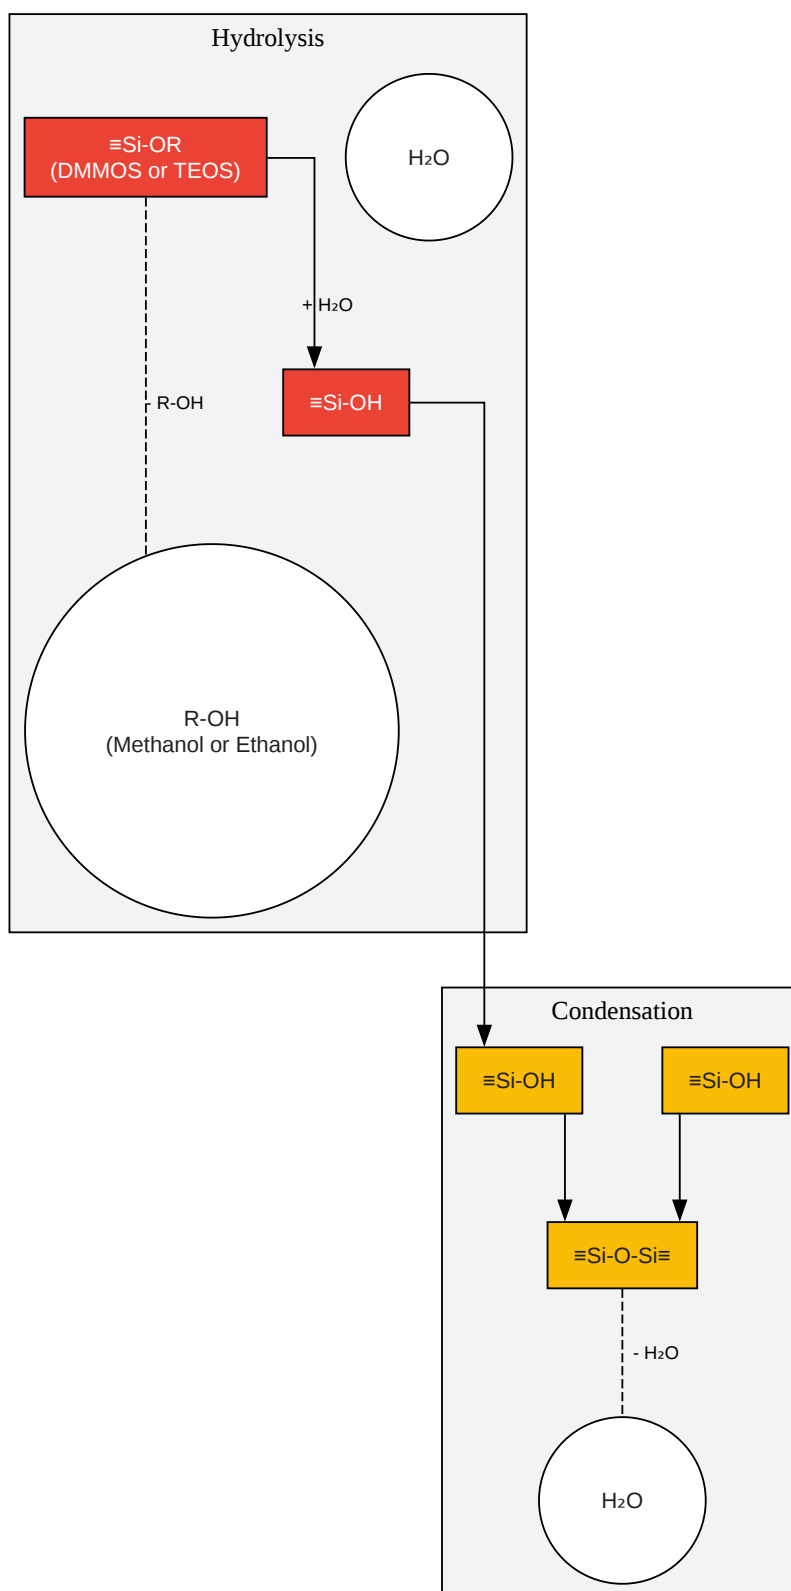 Hydrolysis
≡Si-OR
(DMMOS or TEOS)
H₂O
+ H₂O
≡Si-OH
- R-OH
R-OH
(Methanol or Ethanol)
Condensation
≡Si-OH
≡Si-OH
≡Si-O-Si≡
- H₂O
H₂O